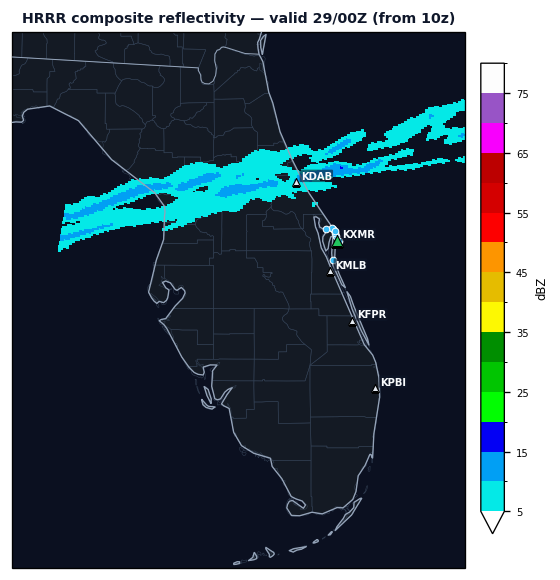 HRRR composite reflectivity — valid 29/00Z (from 10z)
KDAB
KXMR
KMLB
KFPR
KPBI
75
65
55
45
35
25
15
5
dBZ